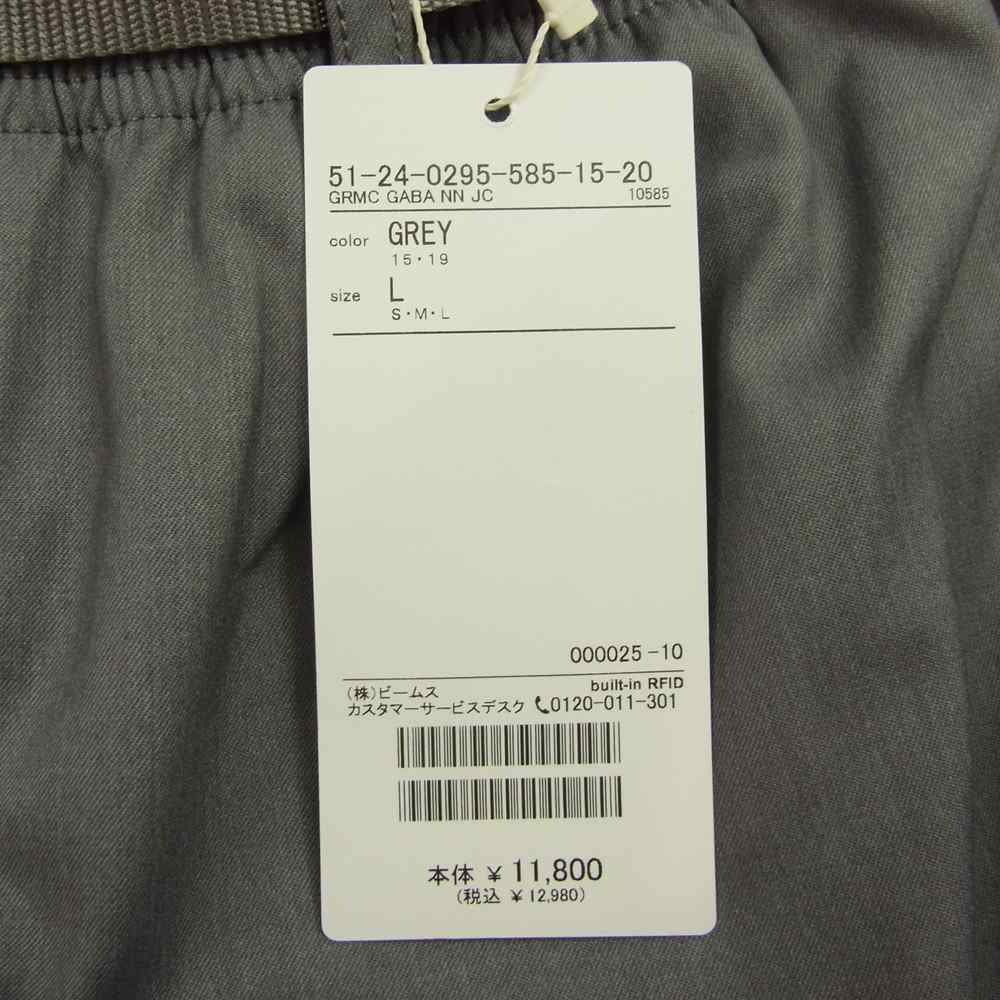 51-24-0295-585-15-20
GRMC GABA NN JC 10585
color GREY
15・19
size L
S・M・L
000025-10
built-in RFID
(株)ビームス
カスタマーサービスデスク 0120-011-301
本体 ¥ 11,800
(税込 ¥ 12,980)